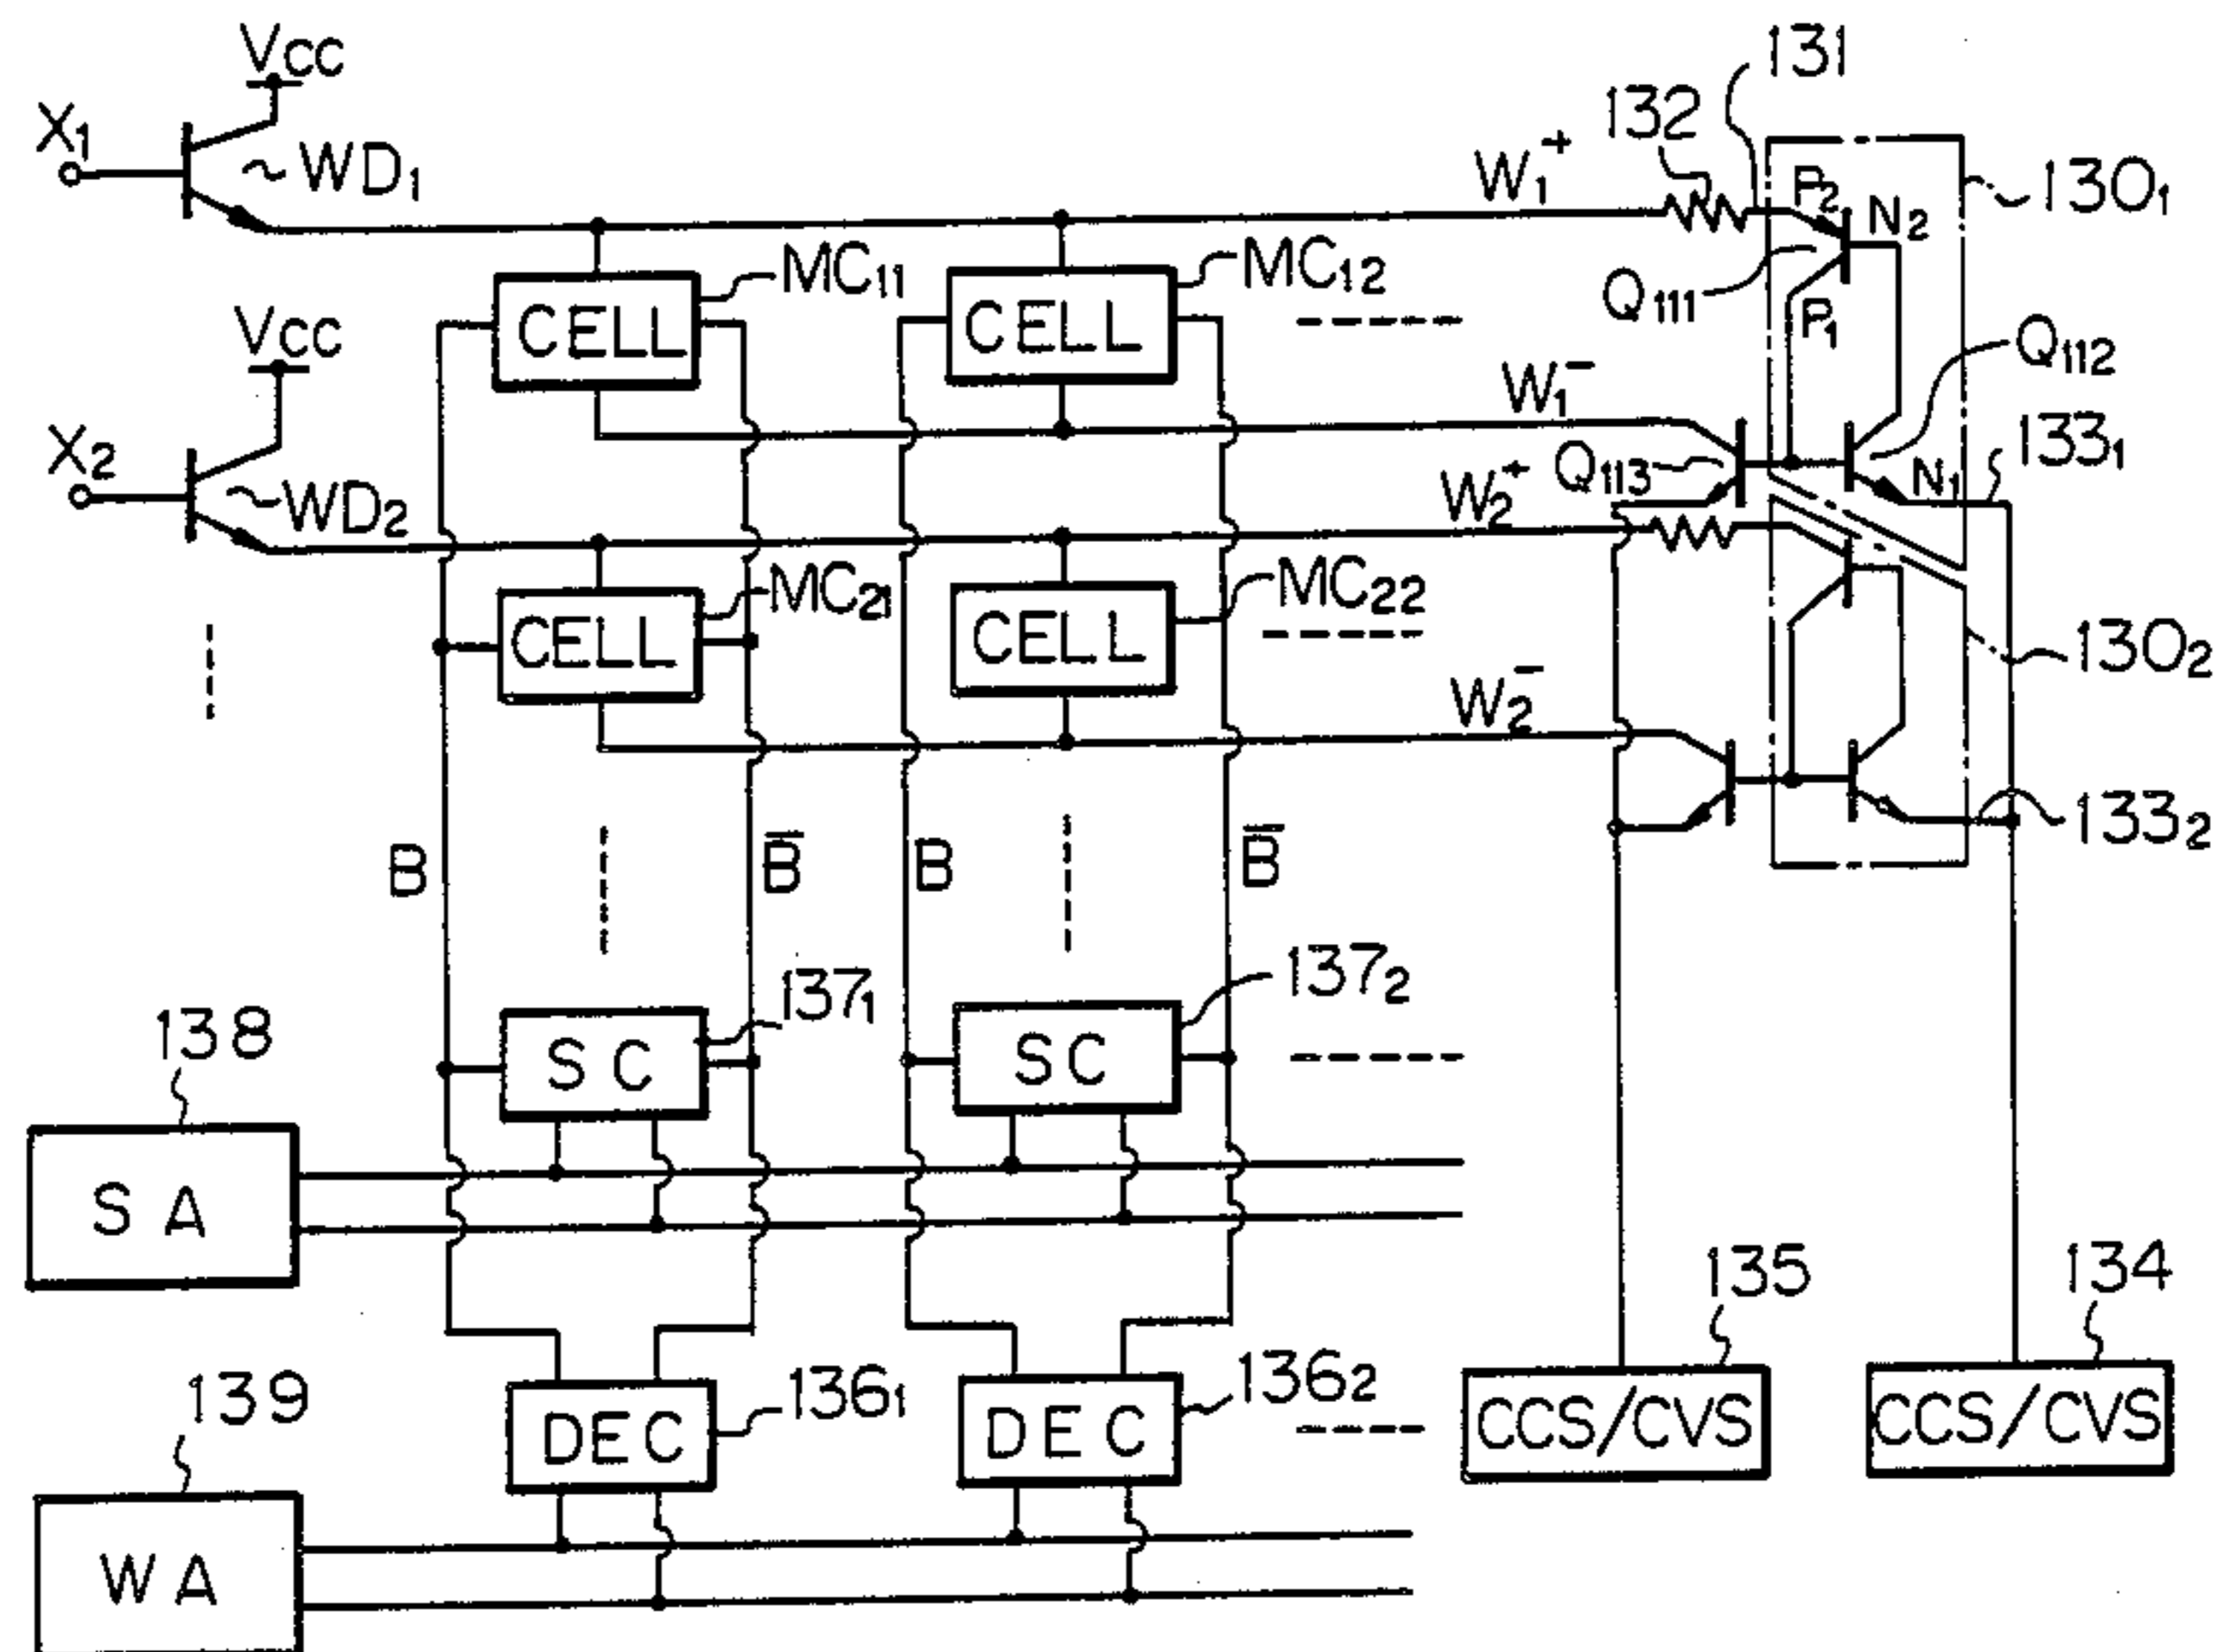 Vcc
131
X₁
132
WD₁
W₁⁺
P₂
130₁
N₂
MC₁₁
MC₁₂
Q₁₁₁
CELL
CELL
P₁
Vcc
Q₁₁₂
W₁⁻
133₁
X₂
Q₁₁₃
W₂⁺
N₁
WD₂
MC₂₁
MC₂₂
CELL
CELL
130₂
W₂⁻
133₂
B
B̅
B
B̅
137₁
137₂
138
SC
SC
SA
135
134
139
136₁
136₂
DEC
DEC
CCS/CVS
CCS/CVS
WA